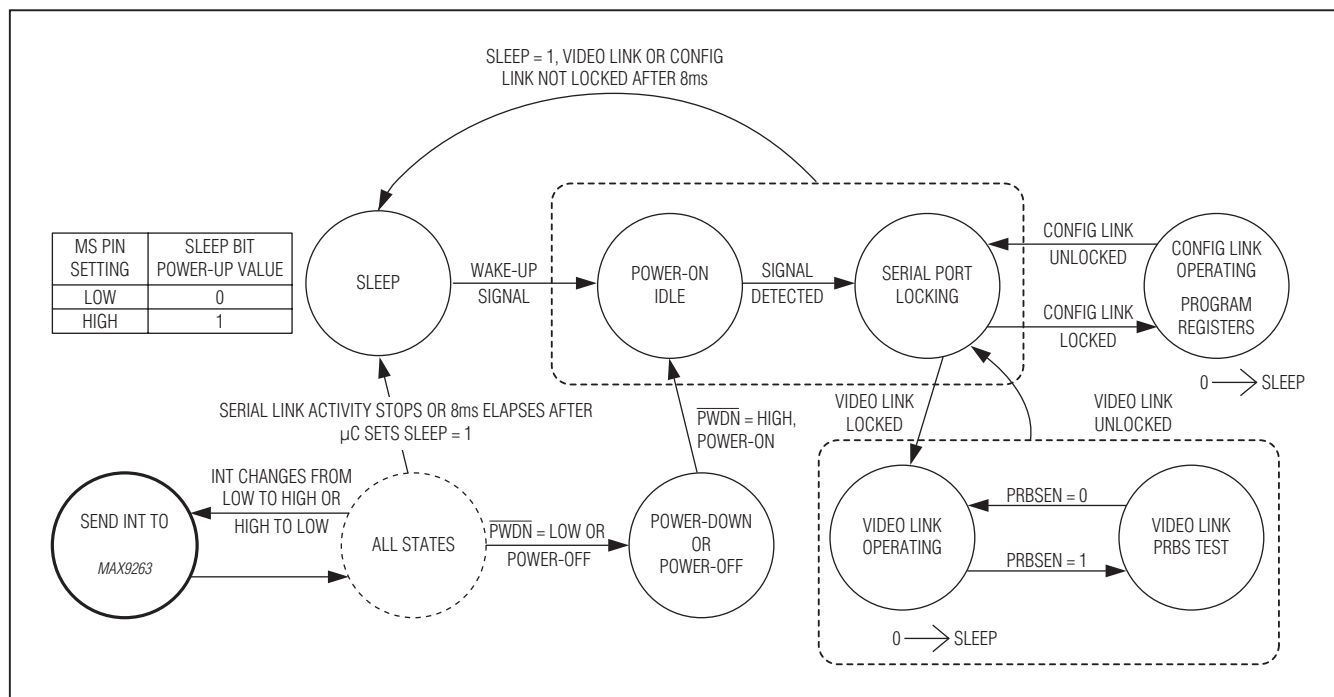 SLEEP = 1, VIDEO LINK OR CONFIG
LINK NOT LOCKED AFTER 8ms
MS PIN
SETTING
SLEEP BIT
POWER-UP VALUE
LOW
0
HIGH
1
SLEEP
WAKE-UP
SIGNAL
POWER-ON
IDLE
SIGNAL
DETECTED
SERIAL PORT
LOCKING
CONFIG LINK
UNLOCKED
CONFIG LINK
LOCKED
CONFIG LINK
OPERATING
PROGRAM
REGISTERS
0 → SLEEP
SERIAL LINK ACTIVITY STOPS OR 8ms ELAPSES AFTER
µC SETS SLEEP = 1
PWDN = HIGH,
POWER-ON
VIDEO LINK
LOCKED
VIDEO LINK
UNLOCKED
INT CHANGES FROM
LOW TO HIGH OR
HIGH TO LOW
SEND INT TO
MAX9263
ALL STATES
PWDN = LOW OR
POWER-OFF
POWER-DOWN
OR
POWER-OFF
VIDEO LINK
OPERATING
PRBSEN = 0
PRBSEN = 1
VIDEO LINK
PRBS TEST
0 → SLEEP